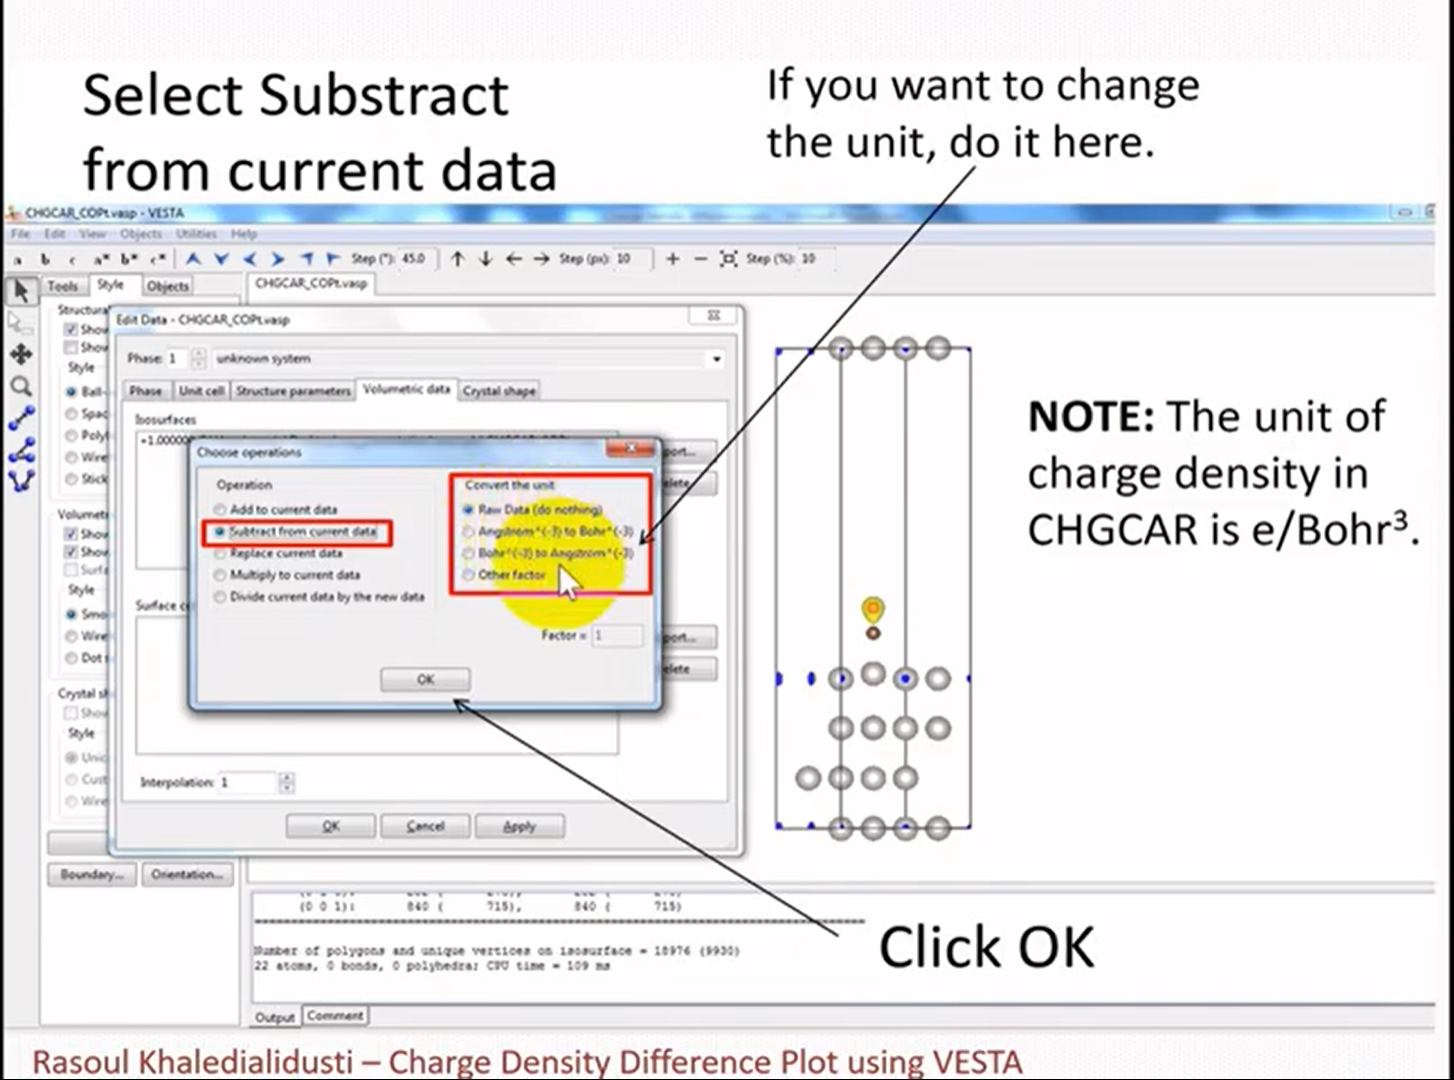 Select Substract
from current data
If you want to change
the unit, do it here.
CHGCAR_COPt.vasp - VESTA
File Edit View Objects Utilities Help
a b c a* b* c* Step (°): 45.0 Step (px): 10 Step (%): 10
Tools Style Objects
CHGCAR_COPt.vasp
Structural
Show
Show
Style
Ball-
Spac
Poly
Wire
Stick
Volumet
Show
Show
Surfa
Style
Smo
Wire
Dot
Crystal sh
Show
Style
Unic
Cust
Wire
Boundary... Orientation...
Edit Data - CHGCAR_COPt.vasp
Phase: 1 unknown system
Phase Unit cell Structure parameters Volumetric data Crystal shape
Isosurfaces
port...
elete
Surface co
port...
elete
Interpolation: 1
OK Cancel Apply
Choose operations
Operation
Add to current data
Subtract from current data
Replace current data
Multiply to current data
Divide current data by the new data
Convert the unit
Raw Data (do nothing)
Angstrom^(-3) to Bohr^(-3)
Bohr^(-3) to Angstrom^(-3)
Other factor
Factor = 1
OK
NOTE: The unit of
charge density in
CHGCAR is e/Bohr³.
(0 0 1): 840 ( 715), 840 ( 715)
Number of polygons and unique vertices on isosurface = 18976 (9930)
22 atoms, 0 bonds, 0 polyhedra; CPU time = 109 ms
Output Comment
Click OK
Rasoul Khaledialidusti – Charge Density Difference Plot using VESTA